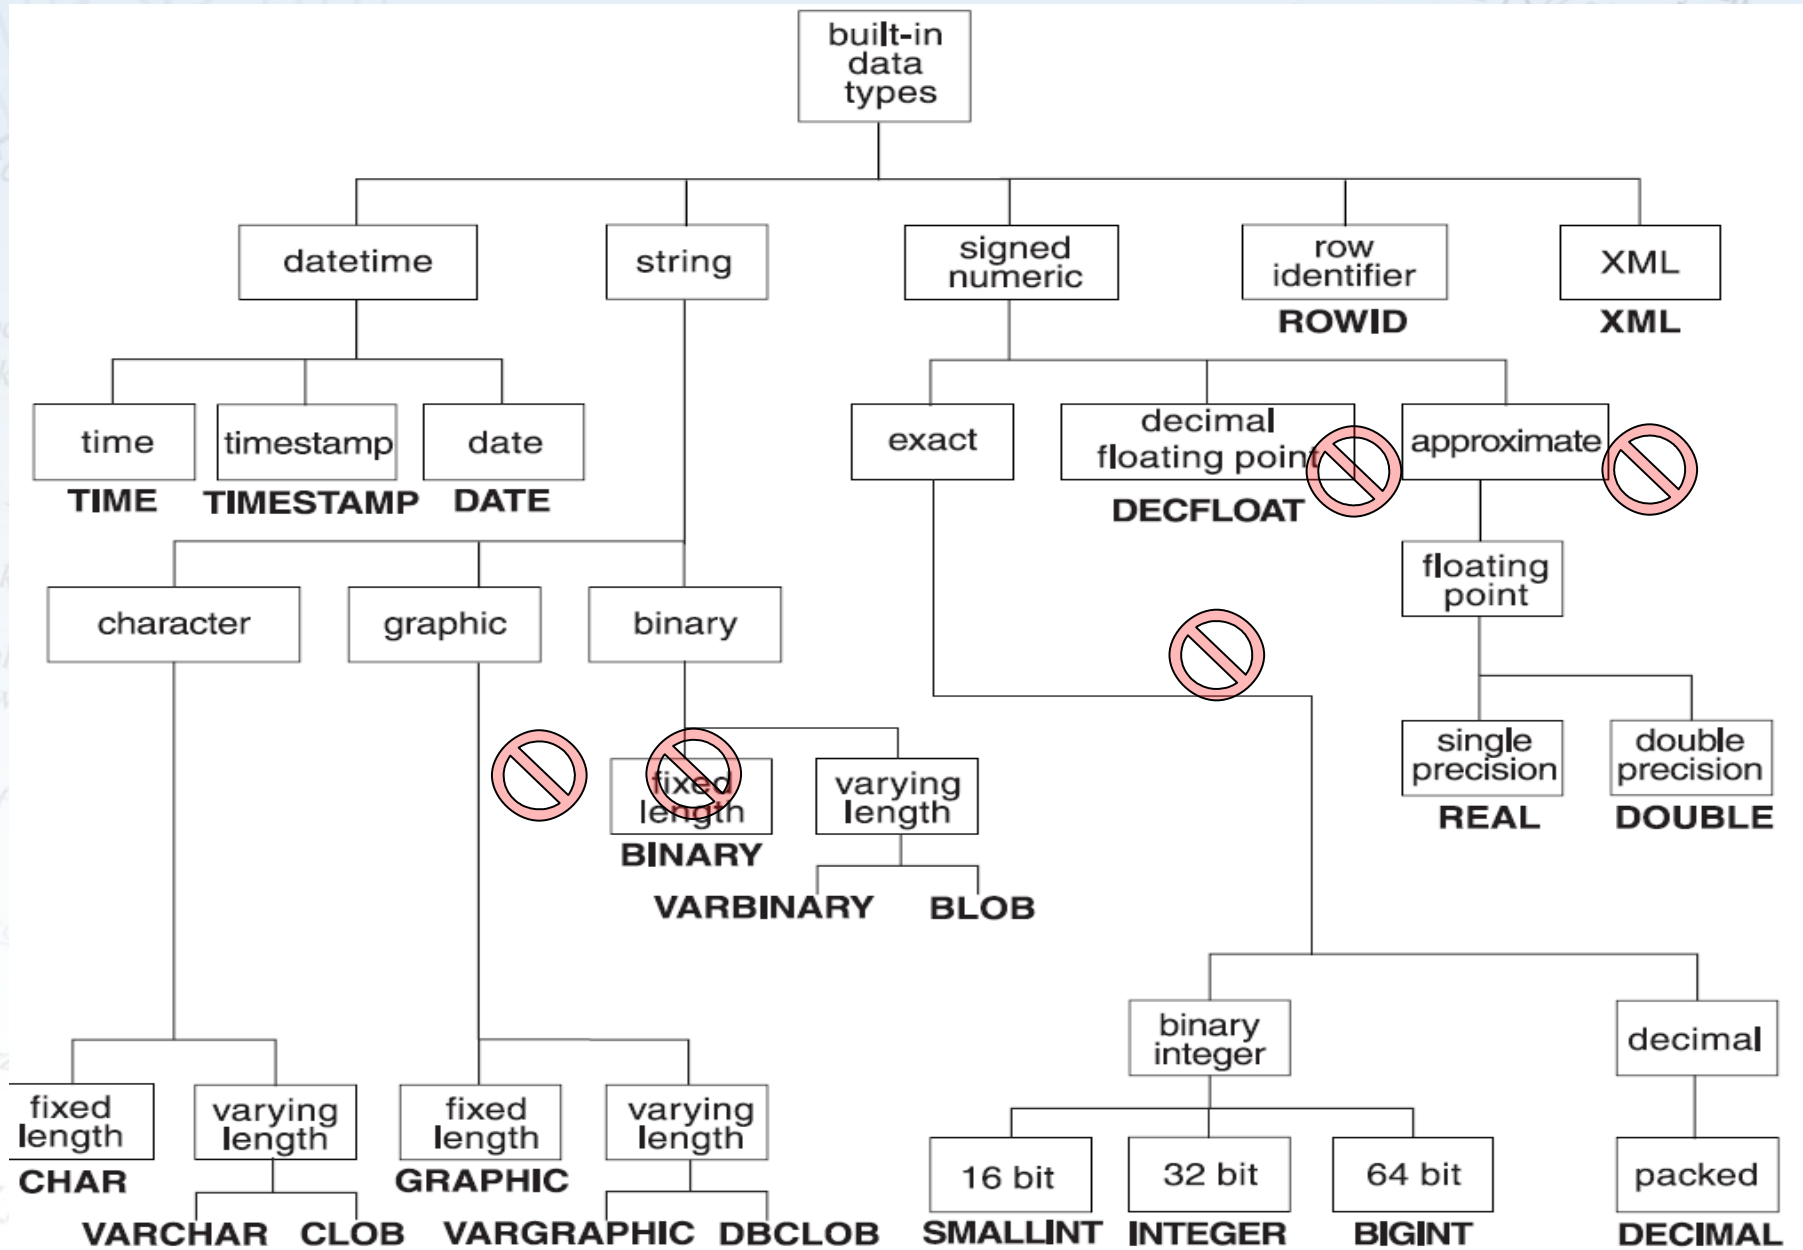 built-in
data
types
datetime
string
signed
numeric
row
identifier
XML
ROWID
XML
time
timestamp
date
exact
decimal
floating point
approximate
TIME
TIMESTAMP
DATE
DECFLOAT
floating
point
character
graphic
binary
single
precision
double
precision
fixed
length
varying
length
REAL
DOUBLE
BINARY
VARBINARY
BLOB
binary
integer
decimal
fixed
length
varying
length
fixed
length
varying
length
16 bit
32 bit
64 bit
packed
CHAR
GRAPHIC
VARCHAR
CLOB
VARGRAPHIC
DBCLOB
SMALLINT
INTEGER
BIGINT
DECIMAL